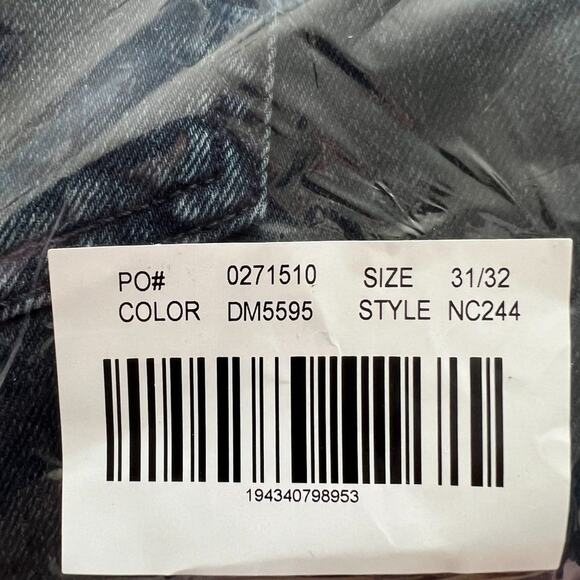 PO# 0271510 SIZE 31/32
COLOR DM5595 STYLE NC244
194340798953